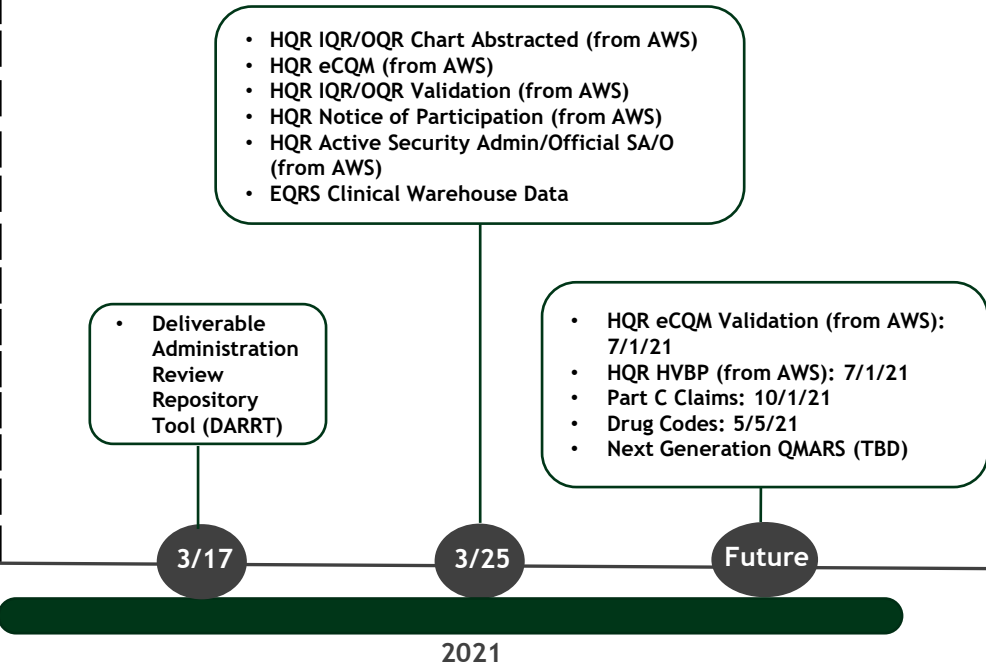 • HQR IQR/OQR Chart Abstracted (from AWS)
• HQR eCQM (from AWS)
• HQR IQR/OQR Validation (from AWS)
• HQR Notice of Participation (from AWS)
• HQR Active Security Admin/Official SA/O
(from AWS)
• EQRS Clinical Warehouse Data
• Deliverable
Administration
Review
Repository
Tool (DARRT)
• HQR eCQM Validation (from AWS):
7/1/21
• HQR HVBP (from AWS): 7/1/21
• Part C Claims: 10/1/21
• Drug Codes: 5/5/21
• Next Generation QMARS (TBD)
3/17
3/25
Future
2021